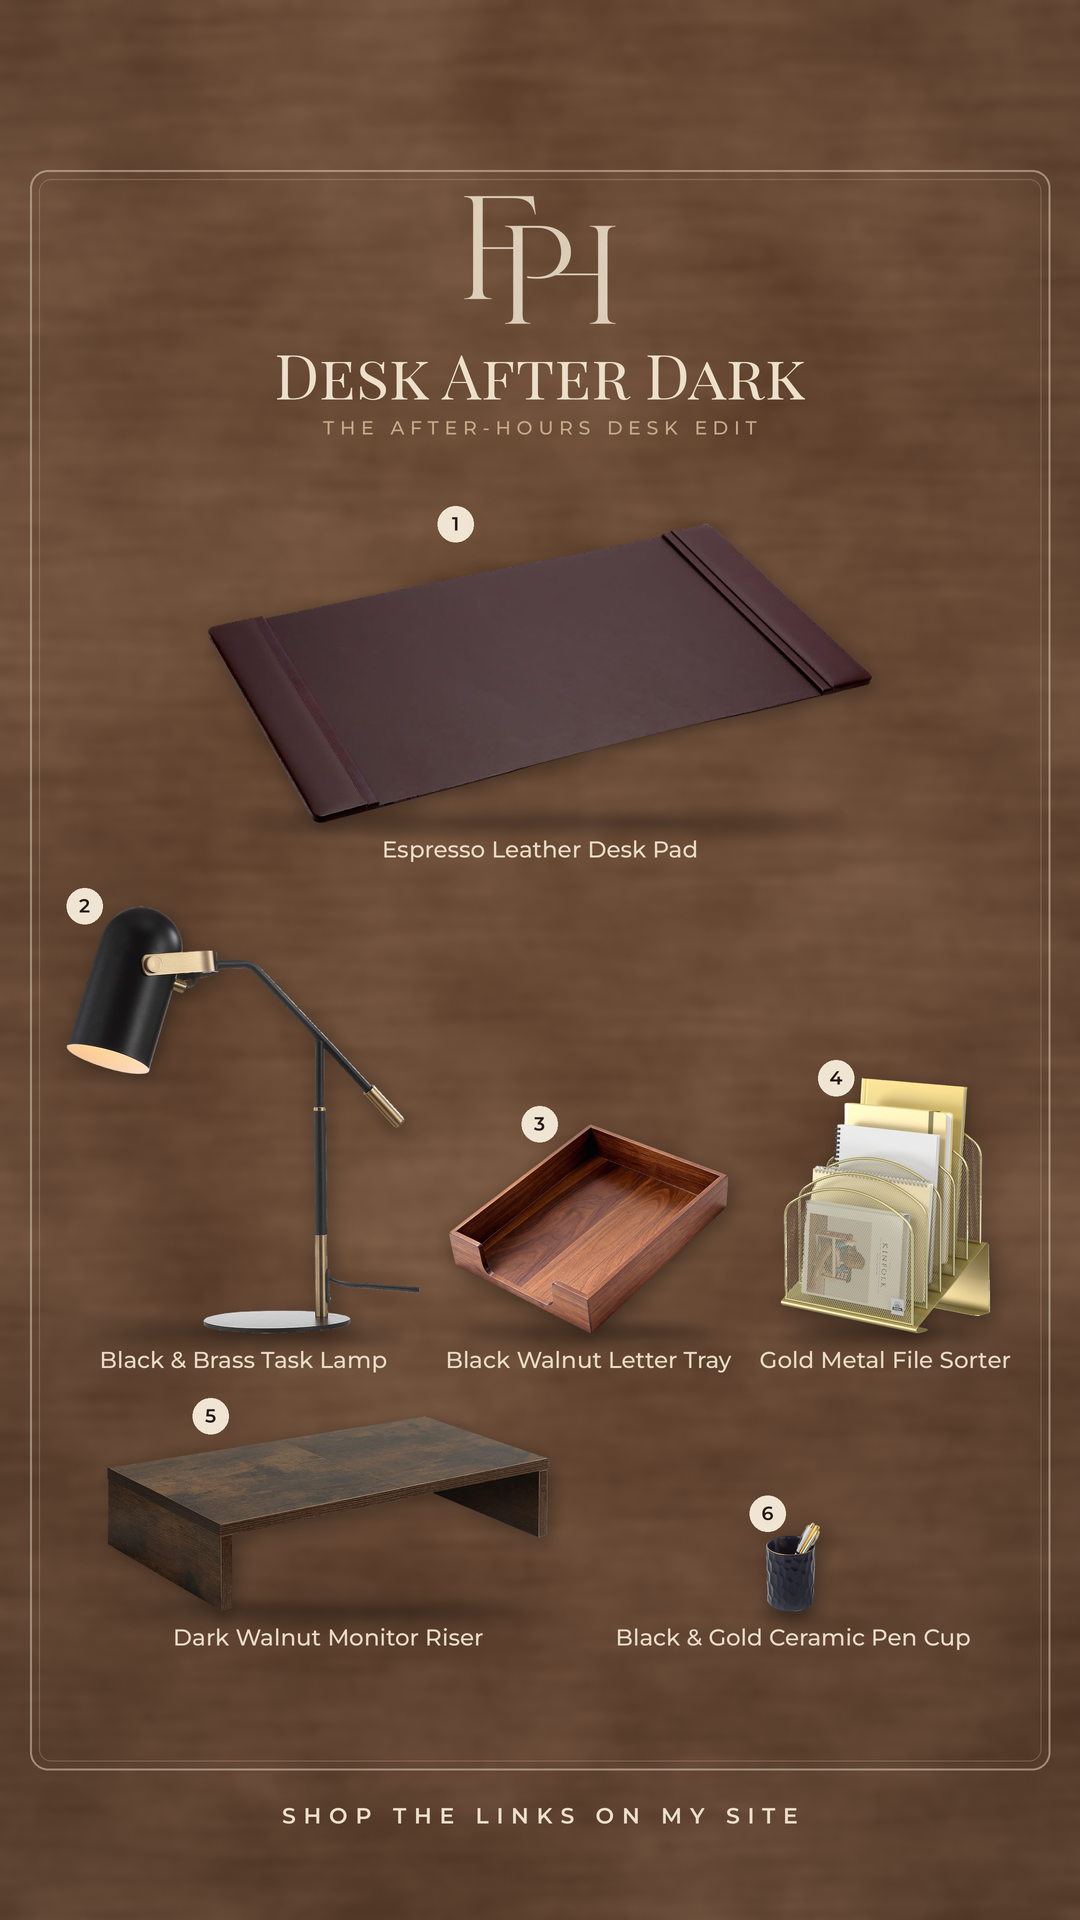 FPH
DESK AFTER DARK
THE AFTER-HOURS DESK EDIT
1
Espresso Leather Desk Pad
2
3
4
KINFOLK
Black & Brass Task Lamp
Black Walnut Letter Tray
Gold Metal File Sorter
5
6
Dark Walnut Monitor Riser
Black & Gold Ceramic Pen Cup
SHOP THE LINKS ON MY SITE